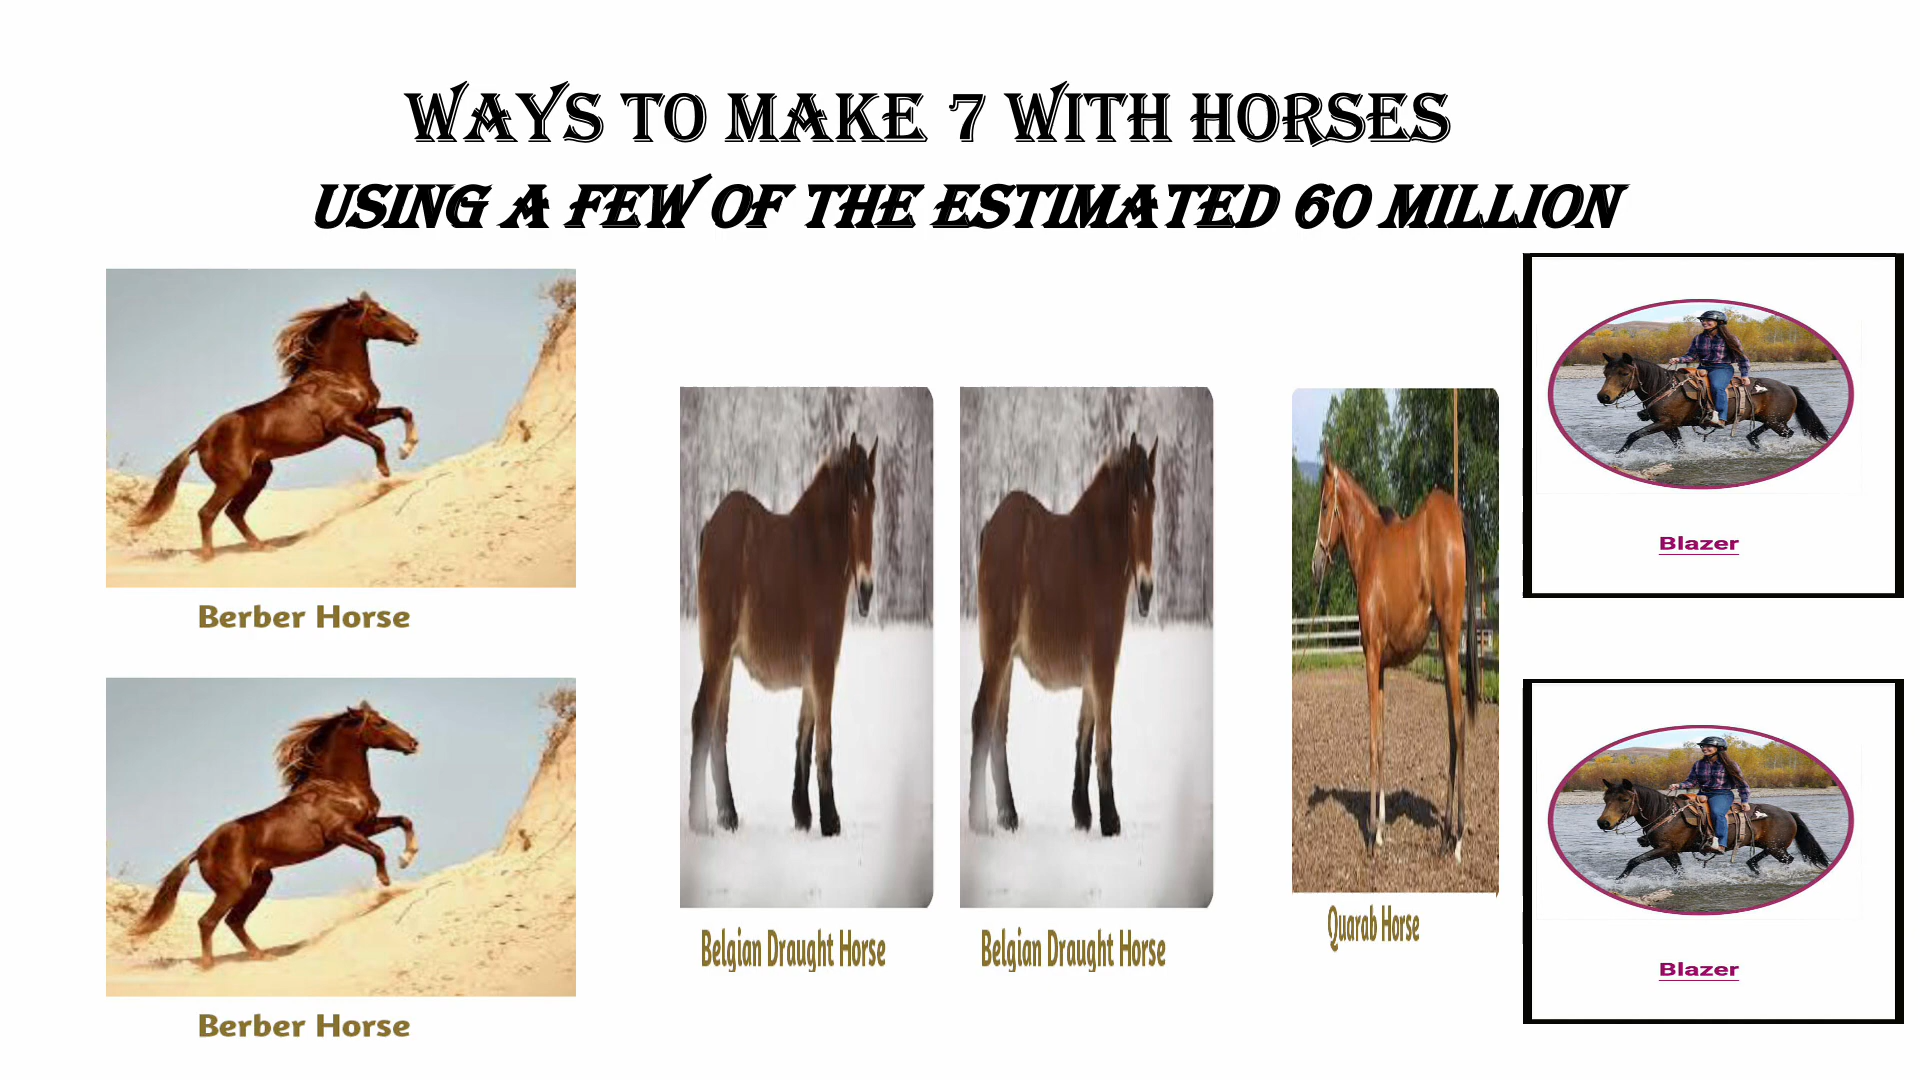 WAYS TO MAKE 7 WITH HORSES
USING A FEW OF THE ESTIMATED 60 MILLION
Berber Horse
Berber Horse
Belgian Draught Horse
Belgian Draught Horse
Quarab Horse
Blazer
Blazer